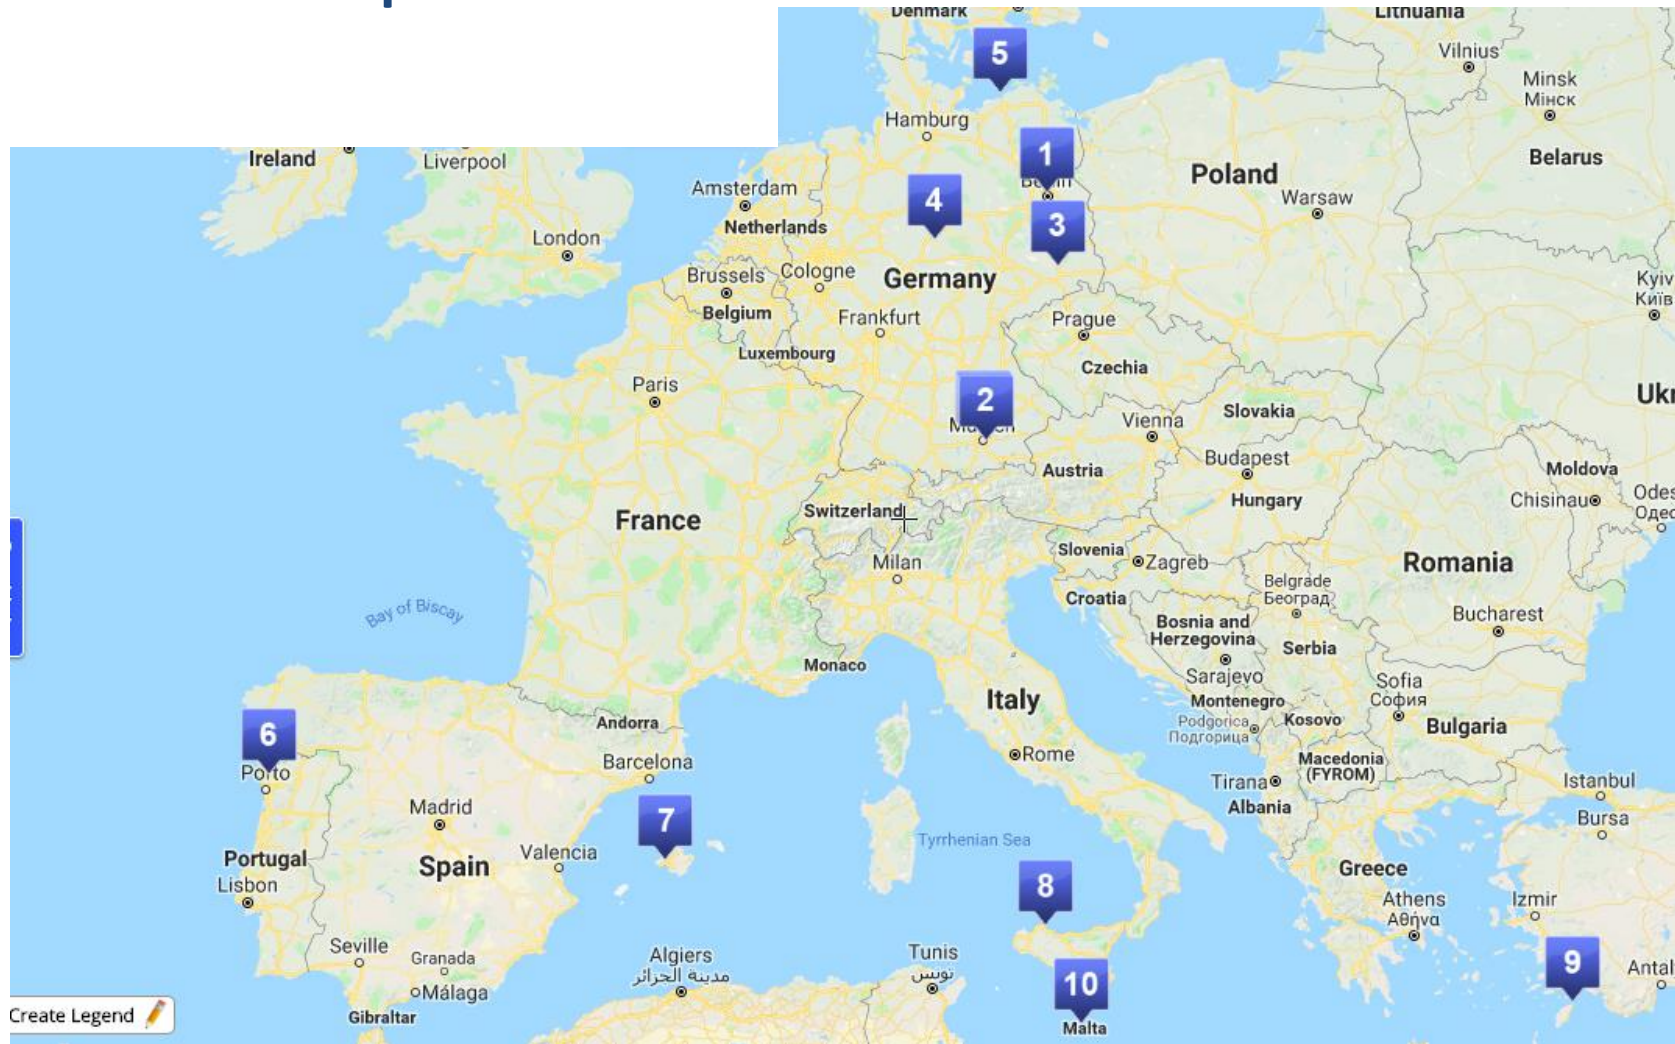 Denmark
Lithuania
5
Vilnius
Minsk
Мінск
Hamburg
Ireland
Liverpool
1
Berlin
Belarus
Amsterdam
4
Poland
Warsaw
Netherlands
3
London
Brussels
Cologne
Germany
Kyiv
Київ
Belgium
Frankfurt
Prague
Luxembourg
Czechia
Paris
2
Ukr
Slovakia
Vienna
Budapest
Austria
Moldova
Hungary
Chisinau
Odes
Одес
Switzerland
France
Slovenia
Zagreb
Milan
Romania
Belgrade
Београд
Croatia
Bay of Biscay
Bucharest
Bosnia and
Herzegovina
Serbia
Monaco
Sarajevo
Sofia
София
Italy
Montenegro
Andorra
Podgorica
Подгорица
Kosovo
Bulgaria
6
Rome
Barcelona
Macedonia
(FYROM)
Porto
Tirana
Istanbul
Madrid
Albania
Bursa
7
Tyrrhenian Sea
Valencia
Portugal
Spain
Greece
Lisbon
8
Athens
Αθήνα
Izmir
Seville
Granada
Algiers
مدينة الجزائر
Tunis
تونس
9
Antal
Málaga
10
Create Legend
Gibraltar
Malta